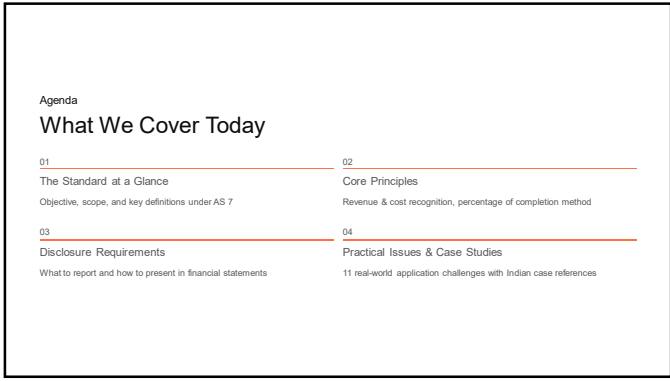 Agenda
What We Cover Today
01
The Standard at a Glance
Objective, scope, and key definitions under AS 7
02
Core Principles
Revenue & cost recognition, percentage of completion method
03
Disclosure Requirements
What to report and how to present in financial statements
04
Practical Issues & Case Studies
11 real-world application challenges with Indian case references